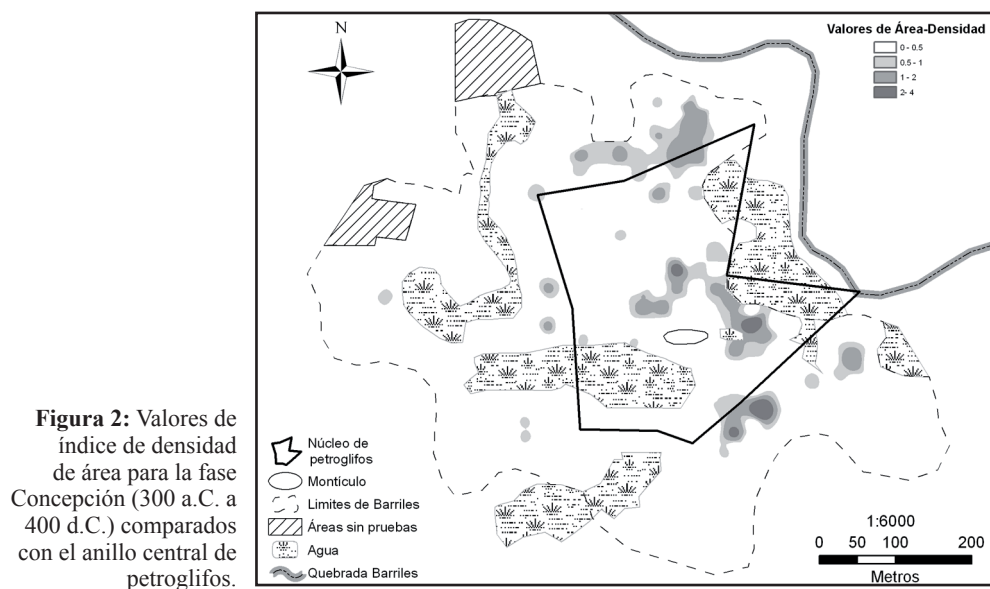 Figura 2: Valores de
índice de densidad
de área para la fase
Concepción (300 a.C. a
400 d.C.) comparados
con el anillo central de
petroglifos.
N
Valores de Área-Densidad
0 - 0.5
0.5 - 1
1 - 2
2- 4
Núcleo de
petroglifos
Montículo
Limites de Barriles
Áreas sin pruebas
Agua
Quebrada Barriles
1:6000
0 50 100 200
Metros